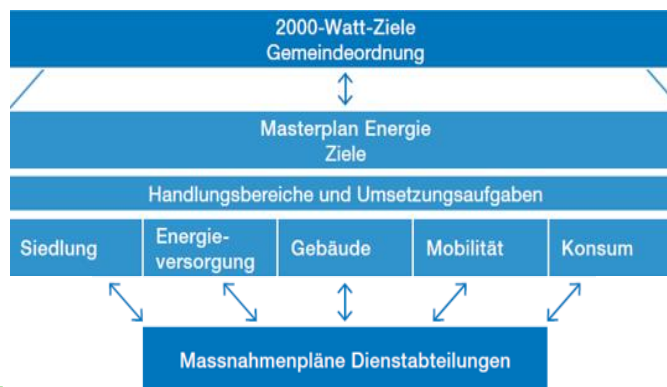 2000-Watt-Ziele
Gemeindeordnung
Masterplan Energie
Ziele
Handlungsbereiche und Umsetzungsaufgaben
Siedlung
Energie-
versorgung
Gebäude
Mobilität
Konsum
Massnahmenpläne Dienstabteilungen